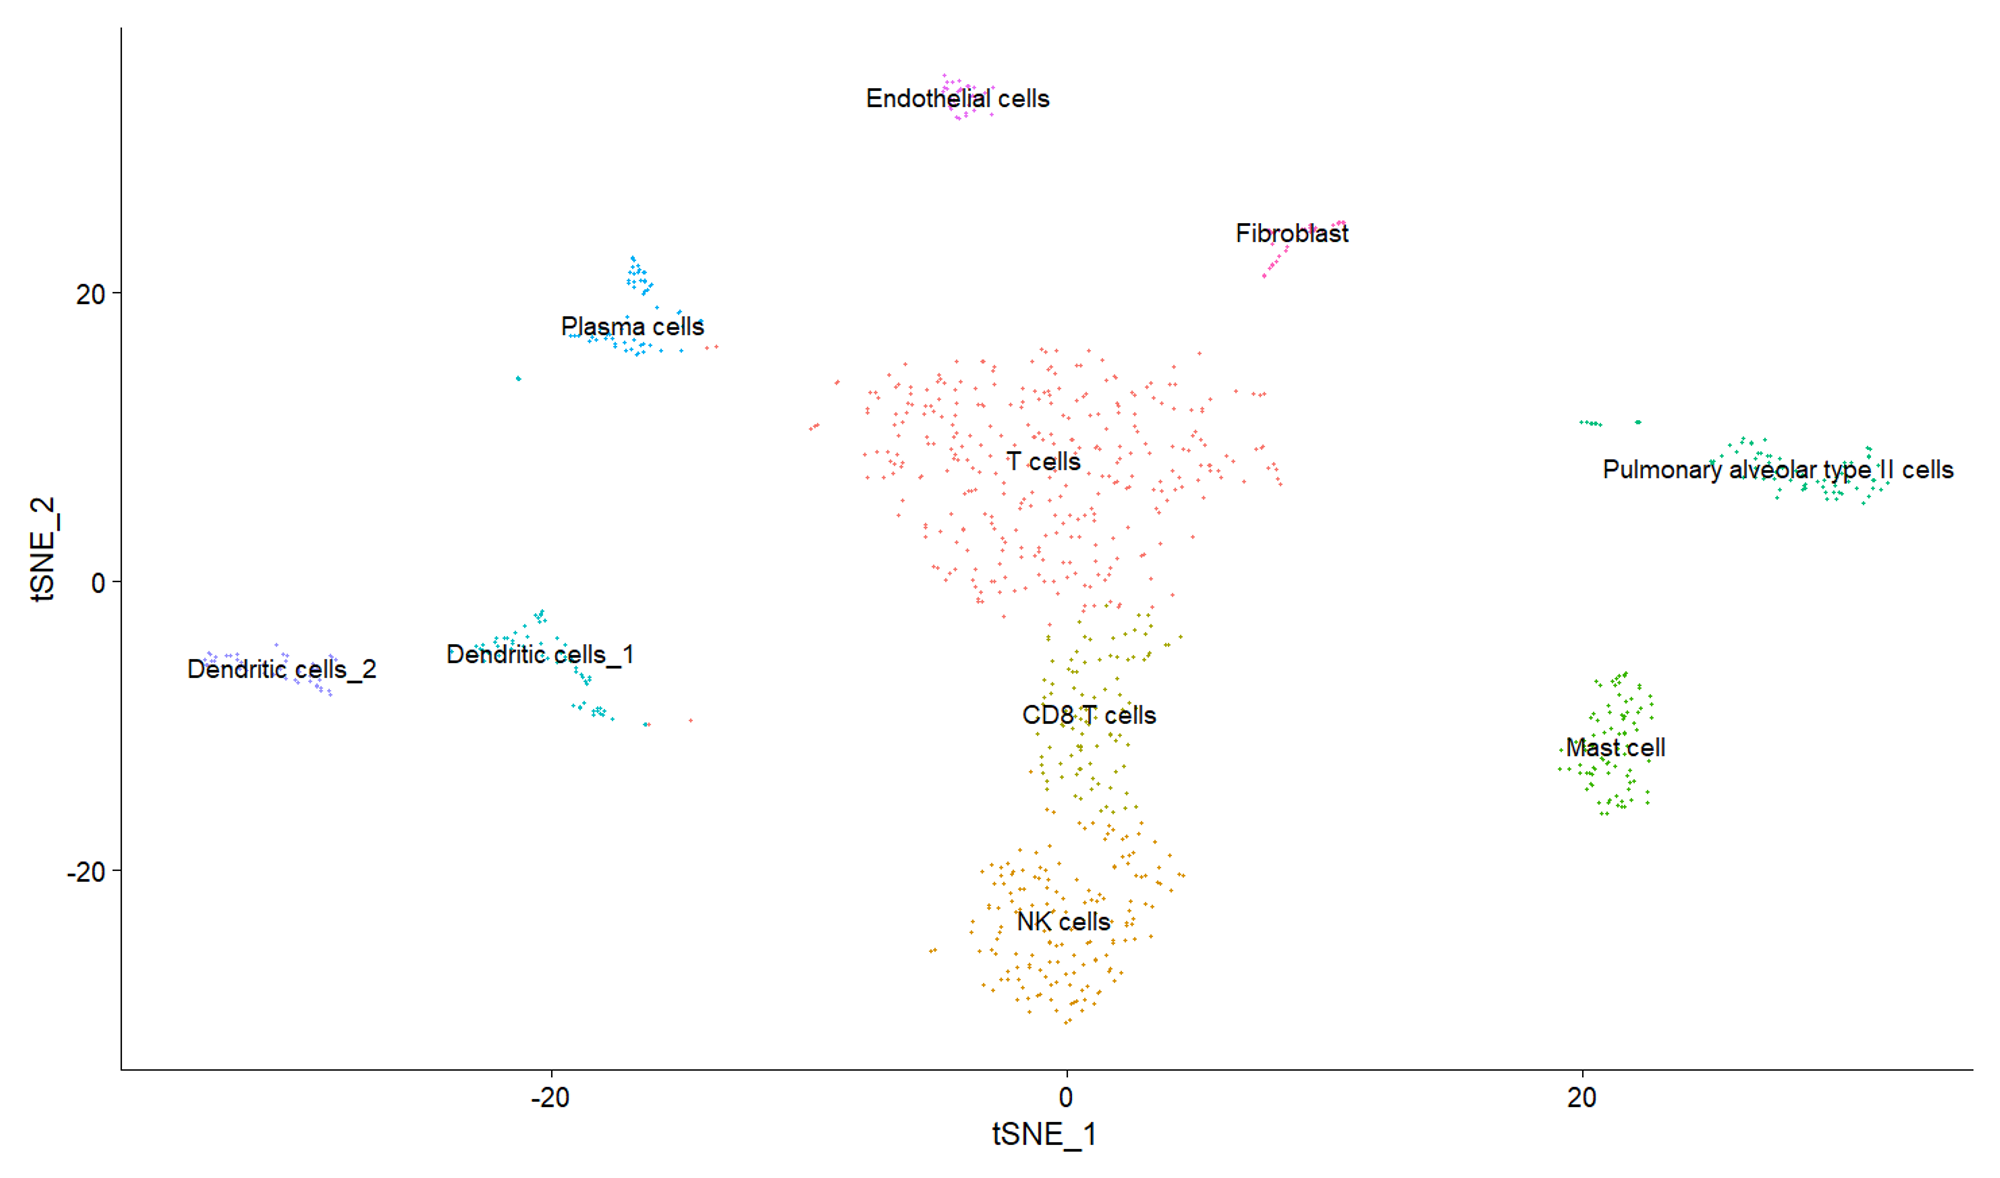 Endothelial cells
Fibroblast
20
Plasma cells
T cells
Pulmonary alveolar type II cells
tSNE_2
0
Dendritic cells_1
Dendritic cells_2
CD8 T cells
Mast cell
-20
NK cells
-20
0
20
tSNE_1